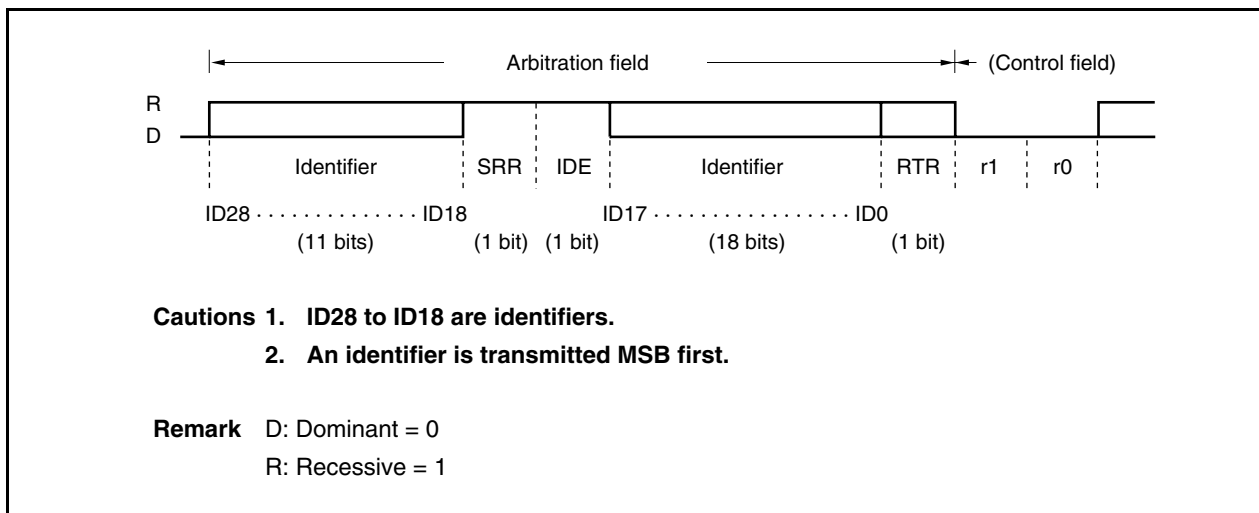 Arbitration field (Control field)
R
D
Identifier SRR IDE Identifier RTR r1 r0
ID28 · · · · · · · · · · · · · · ID18 ID17 · · · · · · · · · · · · · · · · · · ID0
(11 bits) (1 bit) (1 bit) (18 bits) (1 bit)
Cautions 1. ID28 to ID18 are identifiers.
2. An identifier is transmitted MSB first.
Remark D: Dominant = 0
R: Recessive = 1